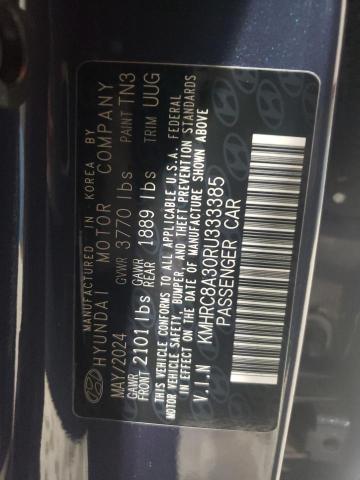 MANUFACTURED IN KOREA BY
HYUNDAI MOTOR COMPANY
MAY/2024 GVWR 3770 lbs PAINT TN3
GAWR FRONT 2101 lbs GAWR REAR 1889 lbs TRIM UUG
THIS VEHICLE CONFORMS TO ALL APPLICABLE U.S.A. FEDERAL
MOTOR VEHICLE SAFETY, BUMPER, AND THEFT PREVENTION STANDARDS
IN EFFECT ON THE DATE OF MANUFACTURE SHOWN ABOVE
V.I.N KMHRC8A30RU333385
PASSENGER CAR